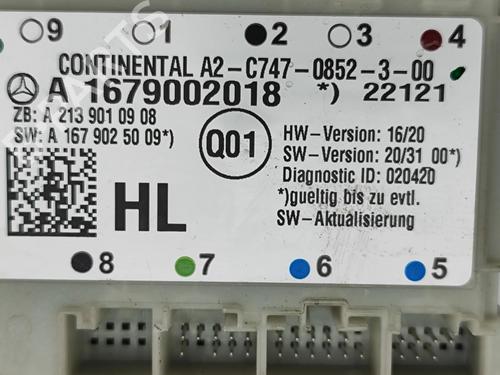 9 1 2 3 4
CONTINENTAL A2-C747-0852-3-00
A 1679002018 *) 22121
ZB: A 213 901 09 08
SW: A 167 902 50 09*)
Q01
HW-Version: 16/20
SW-Version: 20/31 00*)
Diagnostic ID: 020420
*)gueltig bis zu evtl.
SW-Aktualisierung
HL
8 7 6 5